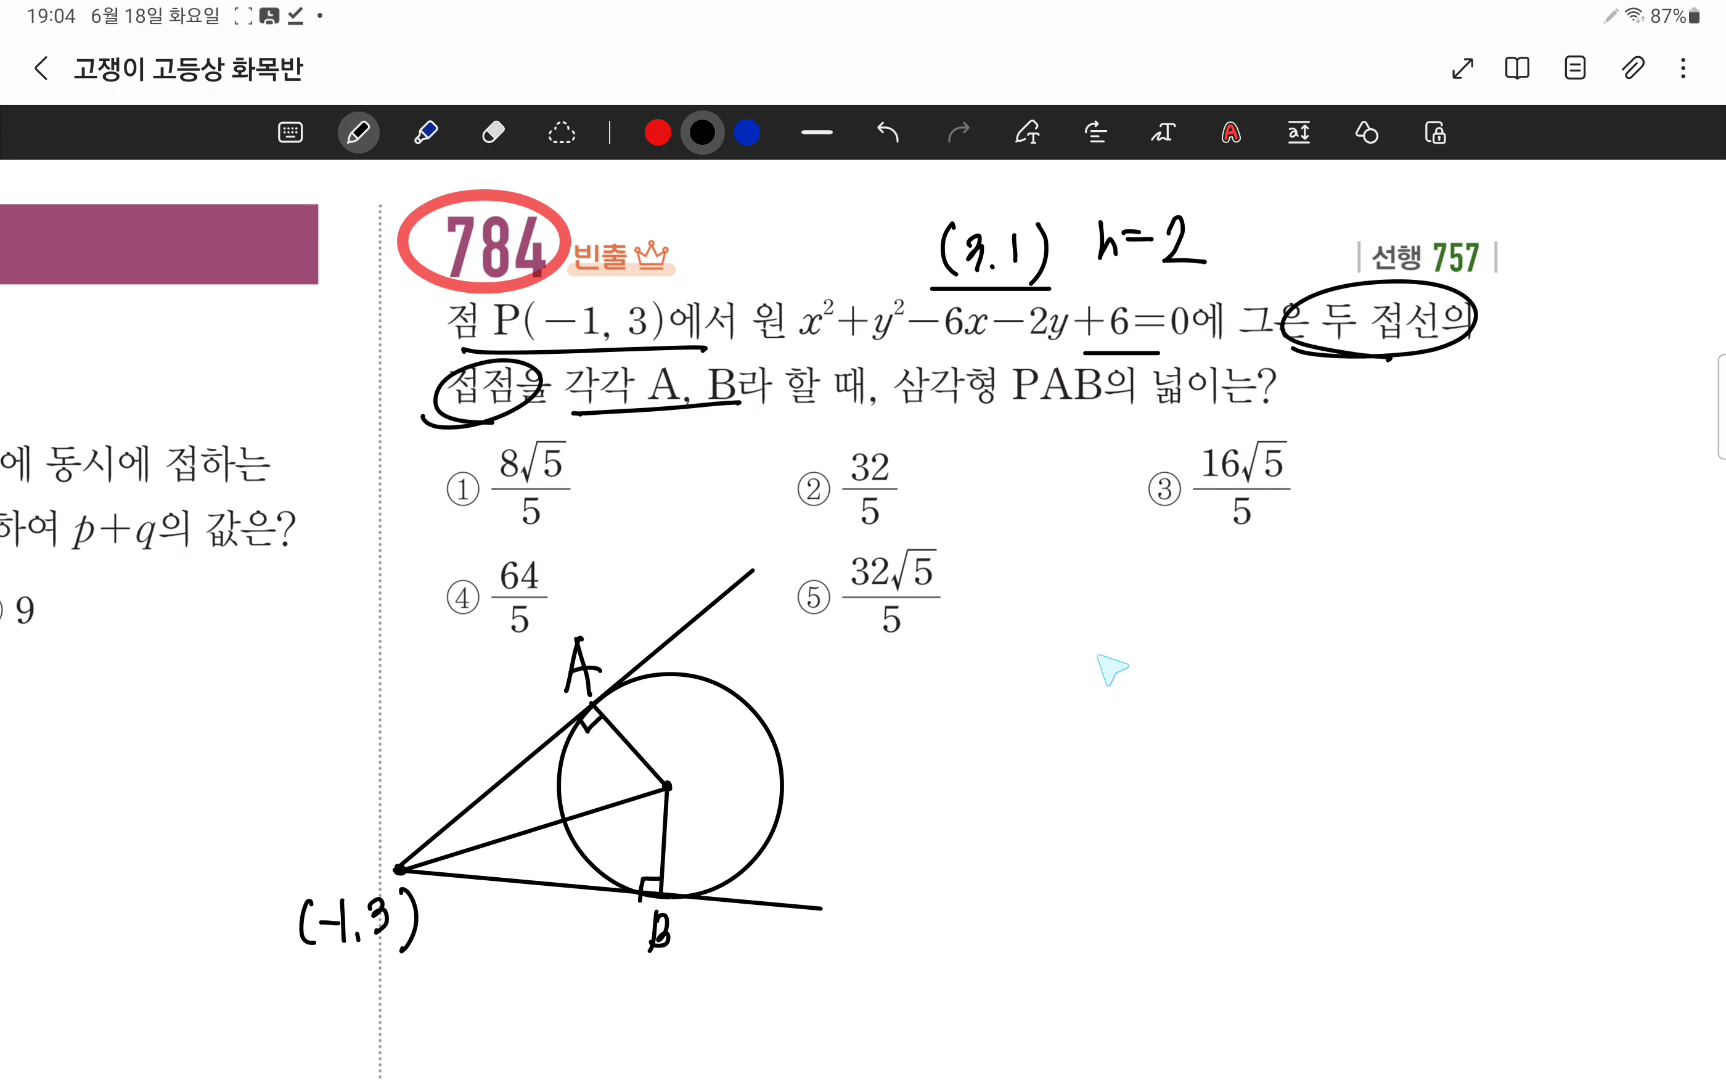 19:04 6월 18일 화요일
87%
고쟁이 고등상 화목반
784 빈출
(3.1) r=2
선행 757
점 P(−1, 3)에서 원 x²+y²−6x−2y+6=0에 그은 두 접선의
접점을 각각 A, B라 할 때, 삼각형 PAB의 넓이는?
① 8√5/5 ② 32/5 ③ 16√5/5
④ 64/5 ⑤ 32√5/5
에 동시에 접하는
하여 p+q의 값은?
9
A
(-1.3)
B